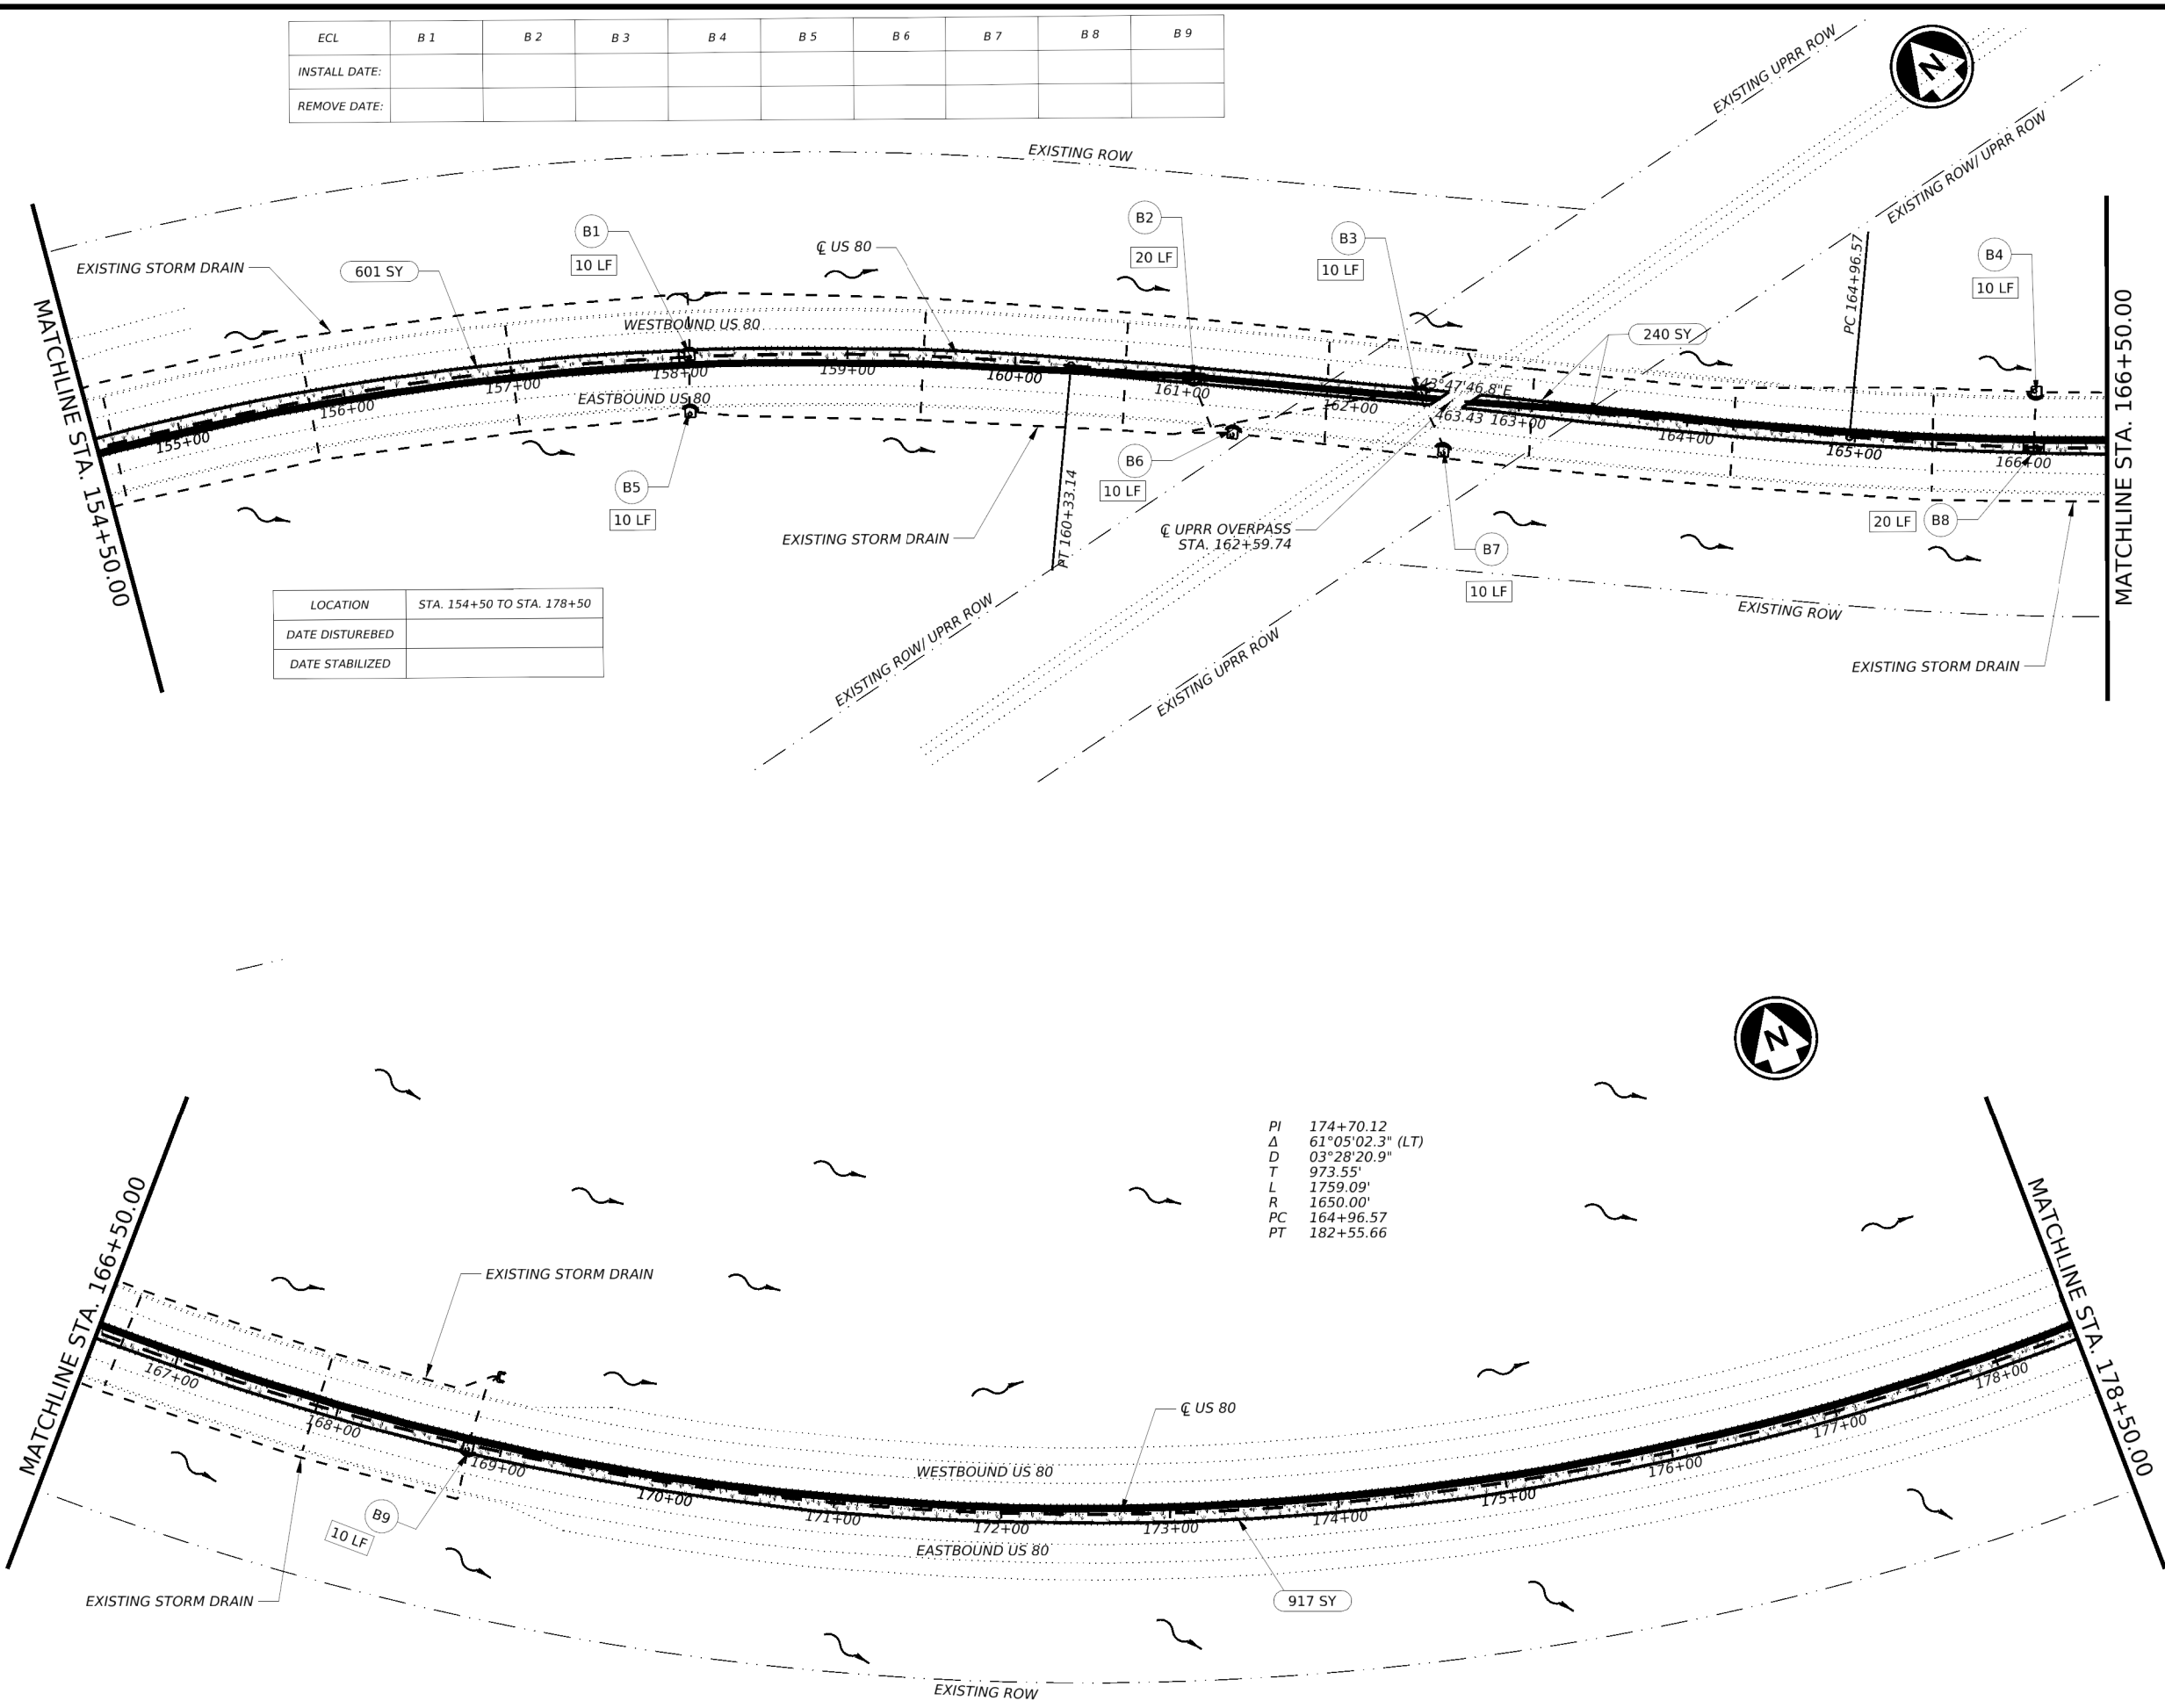 ECL B 1 B 2 B 3 B 4 B 5 B 6 B 7 B 8 B 9
INSTALL DATE:
REMOVE DATE:
N
EXISTING UPRR ROW
EXISTING ROW/ UPRR ROW
EXISTING ROW
B1
10 LF
B2
20 LF
B3
10 LF
B4
10 LF
℄ US 80
EXISTING STORM DRAIN
601 SY
240 SY
PC 164+96.57
WESTBOUND US 80
EASTBOUND US 80
MATCHLINE STA. 154+50.00
MATCHLINE STA. 166+50.00
155+00
156+00
157+00
158+00
159+00
160+00
161+00
162+00
43°47'46.8"E
463.43
163+00
164+00
165+00
166+00
B5
10 LF
B6
10 LF
PT 160+33.14
EXISTING STORM DRAIN
℄ UPRR OVERPASS
STA. 162+59.74
B7
10 LF
20 LF
B8
EXISTING ROW
EXISTING STORM DRAIN
LOCATION STA. 154+50 TO STA. 178+50
DATE DISTUREBED
DATE STABILIZED
EXISTING ROW/ UPRR ROW
EXISTING UPRR ROW
N
PI 174+70.12
Δ 61°05'02.3" (LT)
D 03°28'20.9"
T 973.55'
L 1759.09'
R 1650.00'
PC 164+96.57
PT 182+55.66
MATCHLINE STA. 166+50.00
MATCHLINE STA. 178+50.00
EXISTING STORM DRAIN
167+00
168+00
169+00
170+00
171+00
172+00
173+00
174+00
175+00
176+00
177+00
178+00
℄ US 80
WESTBOUND US 80
EASTBOUND US 80
B9
10 LF
917 SY
EXISTING STORM DRAIN
EXISTING ROW